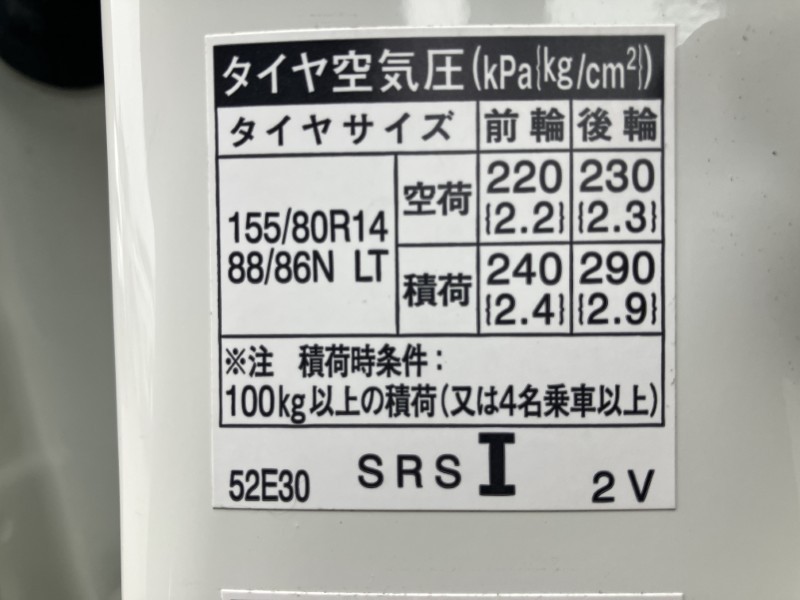 タイヤ空気圧(kPa{kg/cm²})
タイヤサイズ 前輪 後輪
155/80R14
88/86N LT
空荷 220 230
{2.2} {2.3}
積荷 240 290
{2.4} {2.9}
※注 積荷時条件:
100kg以上の積荷(又は4名乗車以上)
52E30 SRS I 2V